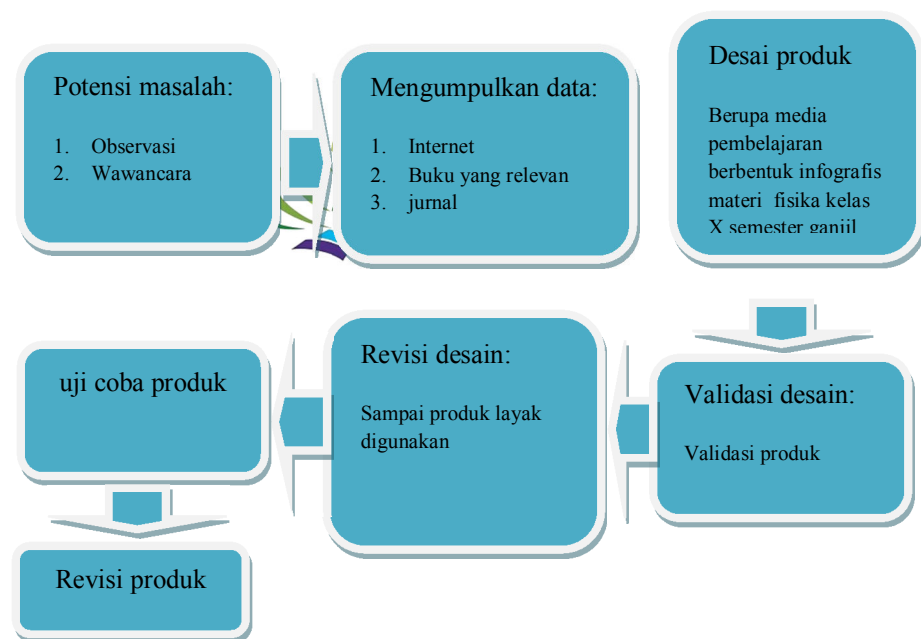 Potensi masalah:
1. Observasi
2. Wawancara
Mengumpulkan data:
1. Internet
2. Buku yang relevan
3. jurnal
Desai produk
Berupa media
pembelajaran
berbentuk infografis
materi fisika kelas
X semester ganjil
Validasi desain:
Validasi produk
Revisi desain:
Sampai produk layak
digunakan
uji coba produk
Revisi produk